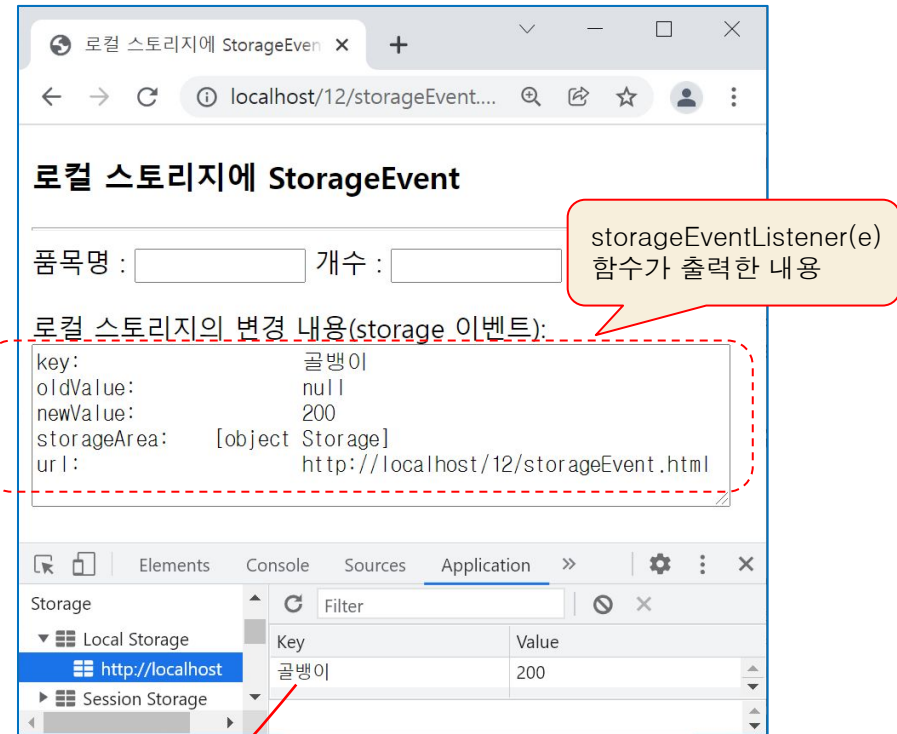 로컬 스토리지에 StorageEven
localhost/12/storageEvent....
로컬 스토리지에 StorageEvent
storageEventListener(e)
함수가 출력한 내용
품목명 : 개수 :
로컬 스토리지의 변경 내용(storage 이벤트):
key: 골뱅이
oldValue: null
newValue: 200
storageArea: [object Storage]
url: http://localhost/12/storageEvent.html
Elements Console Sources Application »
Storage
Filter
Local Storage
Key Value
http://localhost
골뱅이 200
Session Storage